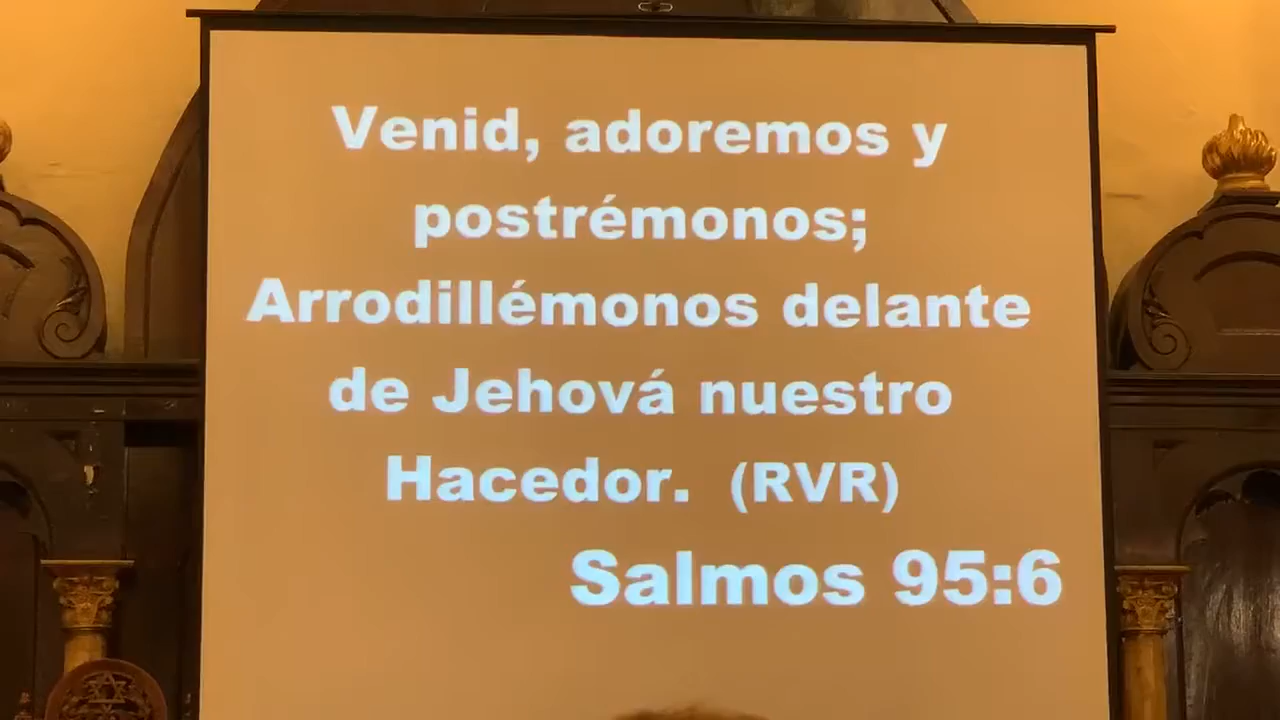 Venid, adoremos y
postrémonos;
Arrodillémonos delante
de Jehová nuestro
Hacedor. (RVR)
Salmos 95:6